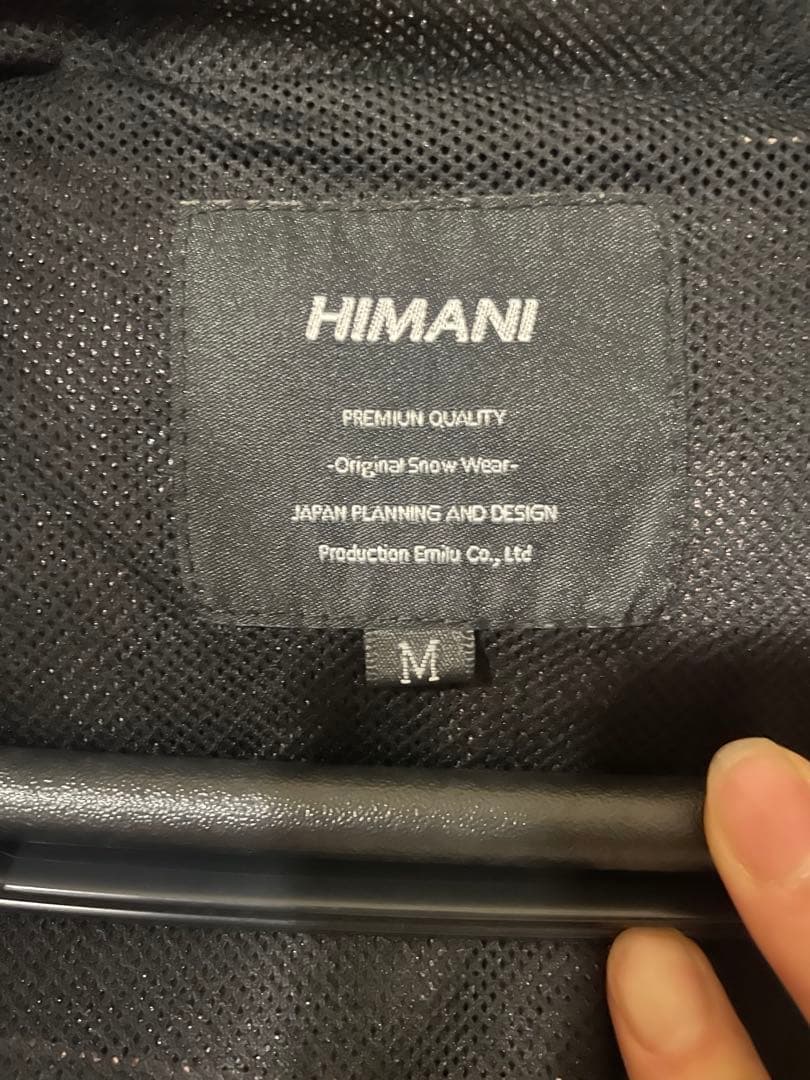 HIMANI
PREMIUN QUALITY
-Original Snow Wear-
JAPAN PLANNING AND DESIGN
Production Emilu Co., Ltd
M